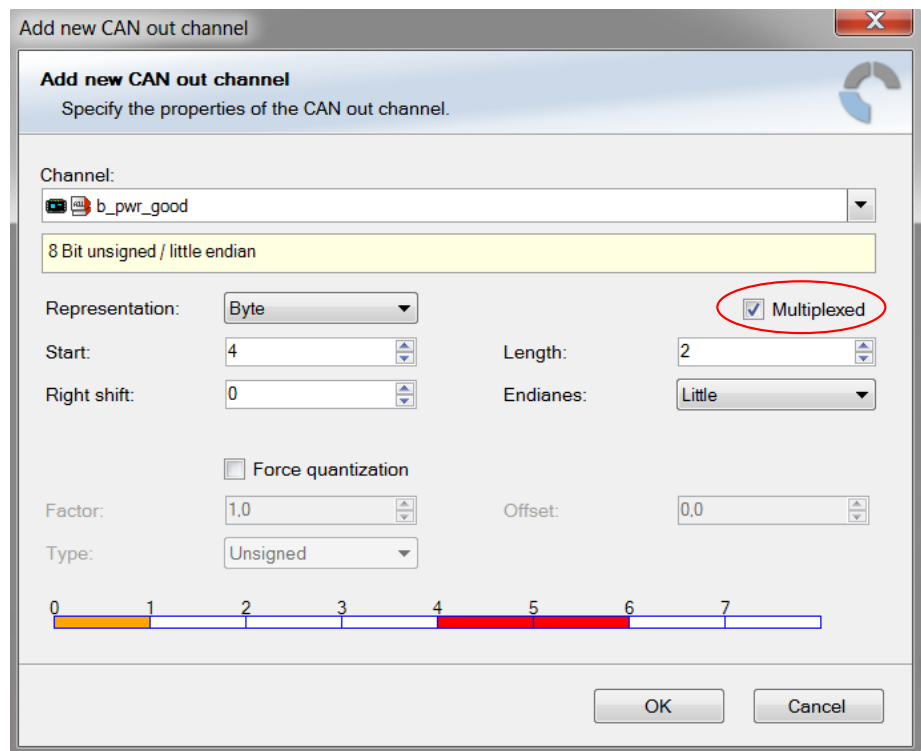 Add new CAN out channel
Add new CAN out channel
Specify the properties of the CAN out channel.
Channel:
b_pwr_good
8 Bit unsigned / little endian
Representation: Byte Multiplexed
Start: 4 Length: 2
Right shift: 0 Endianes: Little
Force quantization
Factor: 1,0 Offset: 0,0
Type: Unsigned
0 1 2 3 4 5 6 7
OK Cancel